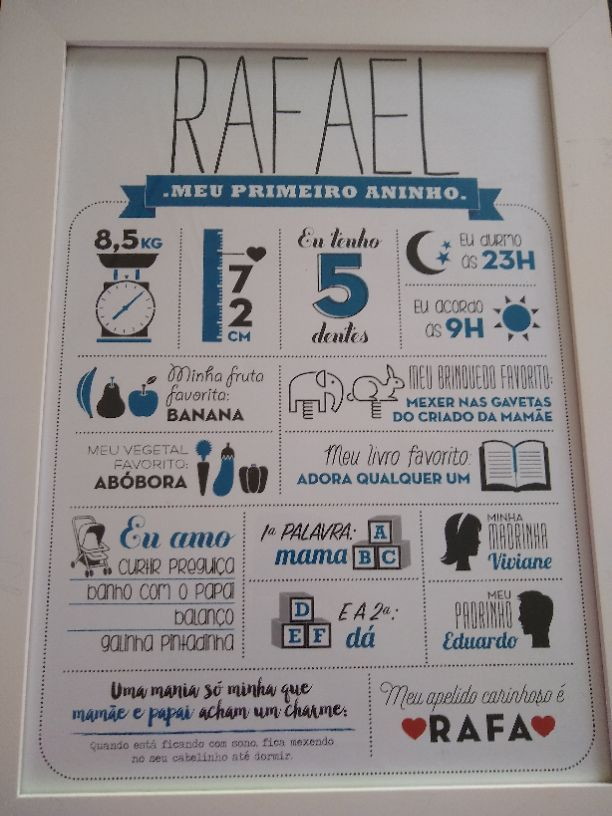 RAFAEL
.MEU PRIMEIRO ANINHO.
8,5KG
72
CM
Eu tenho
5
dentes
EU DURMO
ÀS 23H
EU ACORDO
ÀS 9H
Minha fruta
favorita:
BANANA
MEU BRINQUEDO FAVORITO:
MEXER NAS GAVETAS
DO CRIADO DA MAMÃE
MEU VEGETAL
FAVORITO:
ABÓBORA
Meu livro favorito:
ADORA QUALQUER UM
Eu amo
CURTIR PREGUIÇA
BANHO COM O PAPAI
BALANÇO
GALINHA PINTADINHA
1ª PALAVRA:
mama
A
B C
D
E F
E A 2ª:
dá
MINHA
MADRINHA
Viviane
MEU
PADRINHO
Eduardo
Uma mania só minha que
mamãe e papai acham um charme:
Quando está ficando com sono, fica mexendo
no seu cabelinho até dormir.
Meu apelido carinhoso é
RAFA